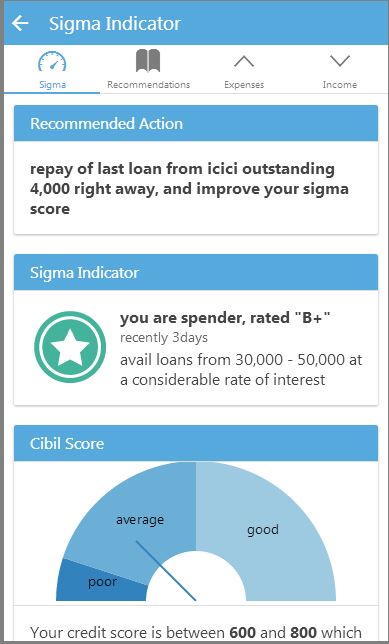 Sigma Indicator
Sigma
Recommendations
Expenses
Income
Recommended Action
repay of last loan from icici outstanding
4,000 right away, and improve your sigma
score
Sigma Indicator
you are spender, rated "B+"
recently 3days
avail loans from 30,000 - 50,000 at
a considerable rate of interest
Cibil Score
average
good
poor
Your credit score is between 600 and 800 which